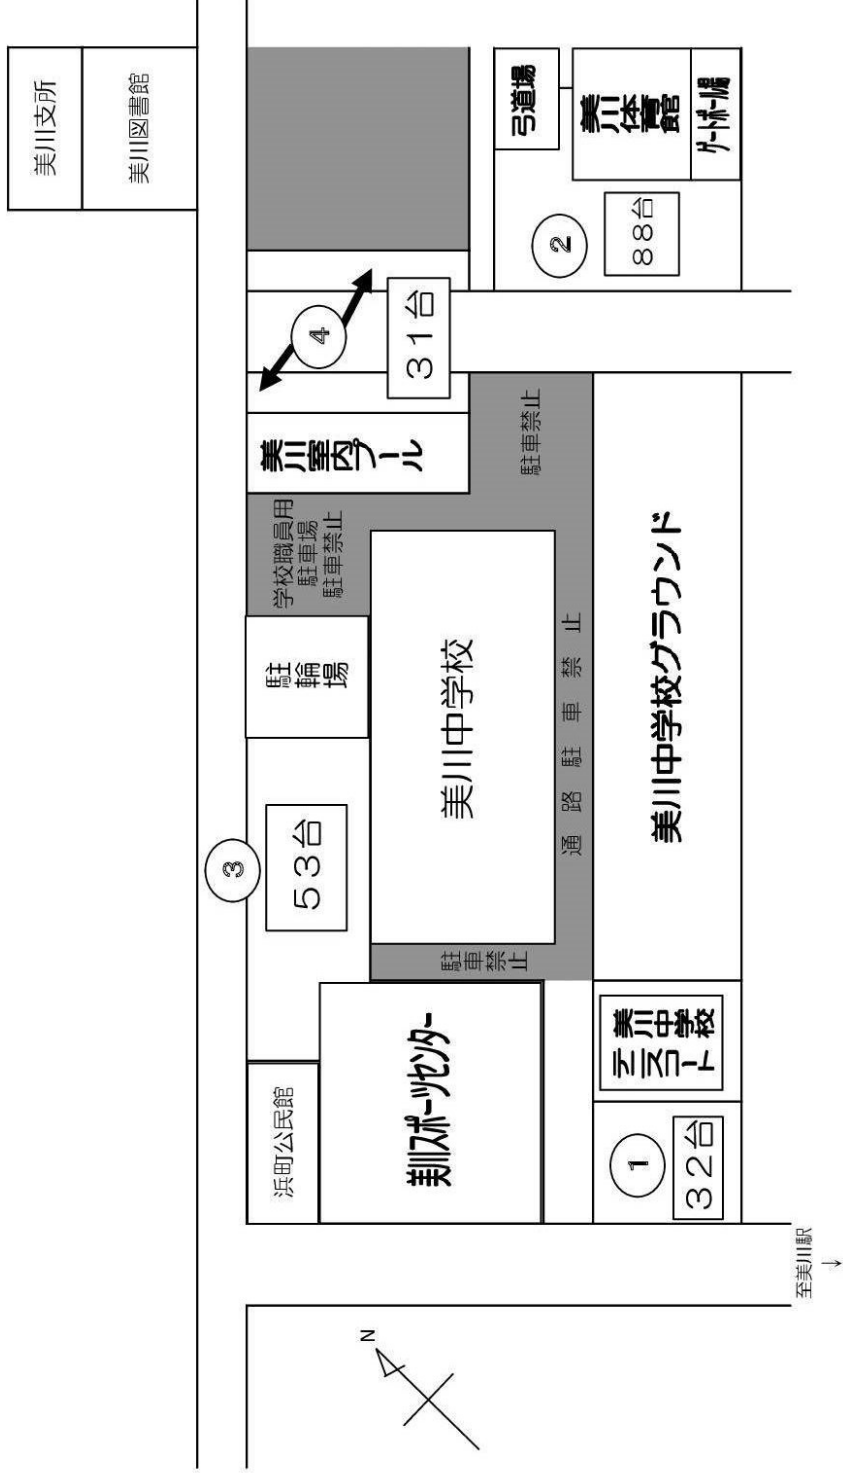 美川支所
美川図書館
弓道場
美川
体育
館
ゲートボール場
②
88台
④
31台
美川室内プール
駐車禁止
学校職員用
駐車場
駐車禁止
駐
輪
場
美川中学校
通路駐車禁止
美川中学校グラウンド
③
53台
駐車
禁止
浜町公民館
美川スポーツセンター
美川中学校
テニスコート
①
32台
至美川駅
↓
N